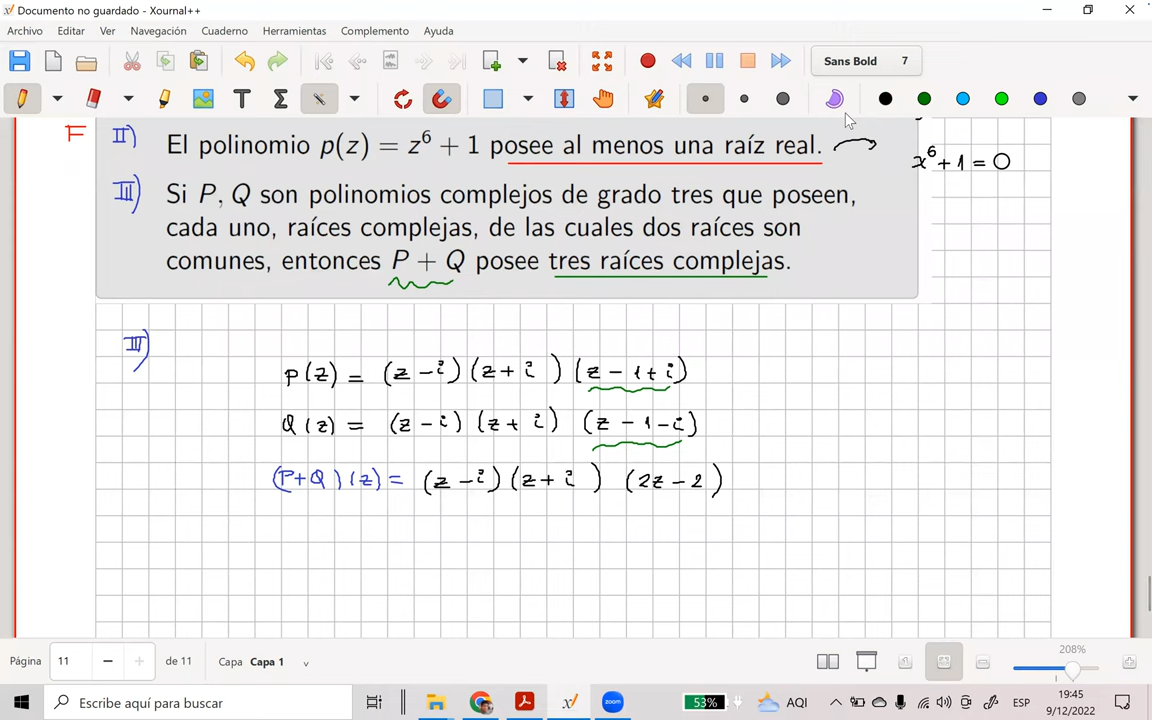 Documento no guardado - Xournal++
Archivo Editar Ver Navegación Cuaderno Herramientas Complemento Ayuda
Sans Bold 7
F II) El polinomio p(z) = z⁶ + 1 posee al menos una raíz real.
x⁶ + 1 = 0
III) Si P, Q son polinomios complejos de grado tres que poseen,
cada uno, raíces complejas, de las cuales dos raíces son
comunes, entonces P + Q posee tres raíces complejas.
III)
P(z) = (z - i)(z + i)(z - 1 + i)
Q(z) = (z - i)(z + i)(z - 1 - i)
(P+Q)(z) = (z - i)(z + i)(2z - 2)
Página 11 de 11 Capa Capa 1
208%
Escribe aquí para buscar
zoom
53%
AQI
ESP
19:45
9/12/2022